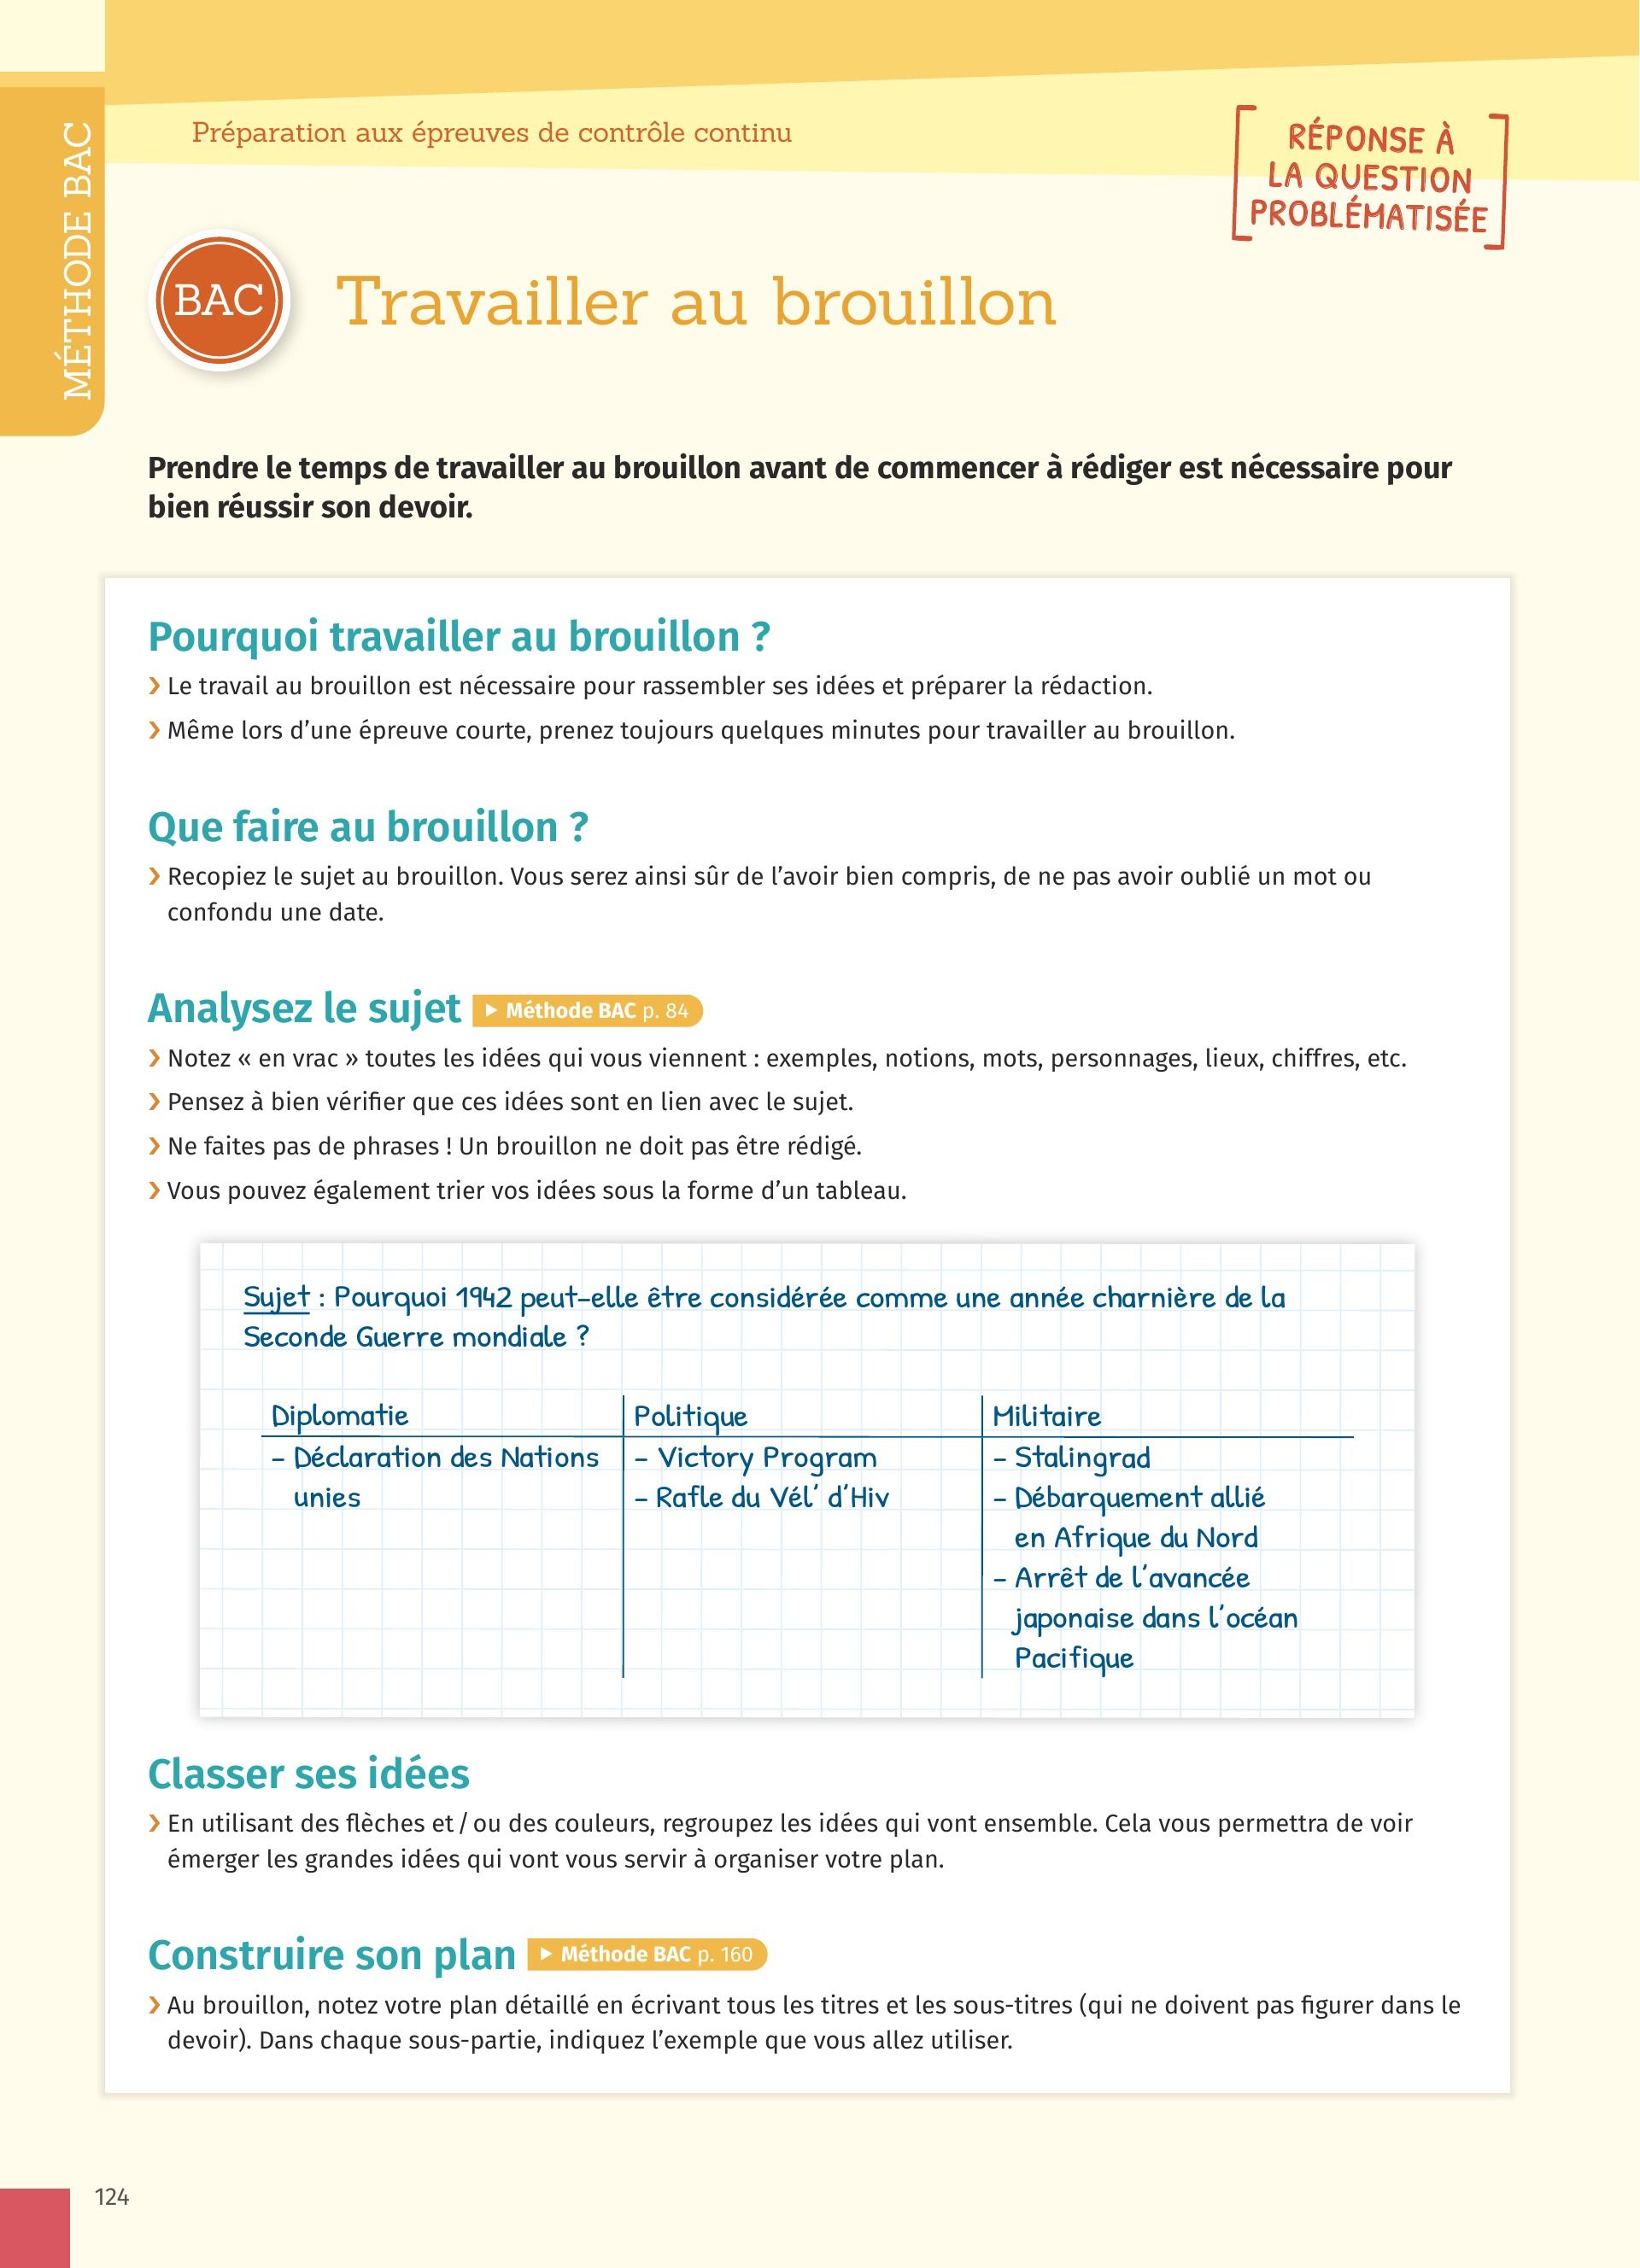 MÉTHODE BAC
Préparation aux épreuves de contrôle continu
RÉPONSE À
LA QUESTION
PROBLÉMATISÉE
BAC
Travailler au brouillon
Prendre le temps de travailler au brouillon avant de commencer à rédiger est nécessaire pour
bien réussir son devoir.
Pourquoi travailler au brouillon ?
› Le travail au brouillon est nécessaire pour rassembler ses idées et préparer la rédaction.
› Même lors d’une épreuve courte, prenez toujours quelques minutes pour travailler au brouillon.
Que faire au brouillon ?
› Recopiez le sujet au brouillon. Vous serez ainsi sûr de l’avoir bien compris, de ne pas avoir oublié un mot ou
confondu une date.
Analysez le sujet ▶ Méthode BAC p. 84
› Notez « en vrac » toutes les idées qui vous viennent : exemples, notions, mots, personnages, lieux, chiffres, etc.
› Pensez à bien vérifier que ces idées sont en lien avec le sujet.
› Ne faites pas de phrases ! Un brouillon ne doit pas être rédigé.
› Vous pouvez également trier vos idées sous la forme d’un tableau.
Sujet : Pourquoi 1942 peut-elle être considérée comme une année charnière de la
Seconde Guerre mondiale ?
Diplomatie
– Déclaration des Nations
unies
Politique
– Victory Program
– Rafle du Vél’ d’Hiv
Militaire
– Stalingrad
– Débarquement allié
en Afrique du Nord
– Arrêt de l’avancée
japonaise dans l’océan
Pacifique
Classer ses idées
› En utilisant des flèches et / ou des couleurs, regroupez les idées qui vont ensemble. Cela vous permettra de voir
émerger les grandes idées qui vont vous servir à organiser votre plan.
Construire son plan ▶ Méthode BAC p. 160
› Au brouillon, notez votre plan détaillé en écrivant tous les titres et les sous-titres (qui ne doivent pas figurer dans le
devoir). Dans chaque sous-partie, indiquez l’exemple que vous allez utiliser.
124